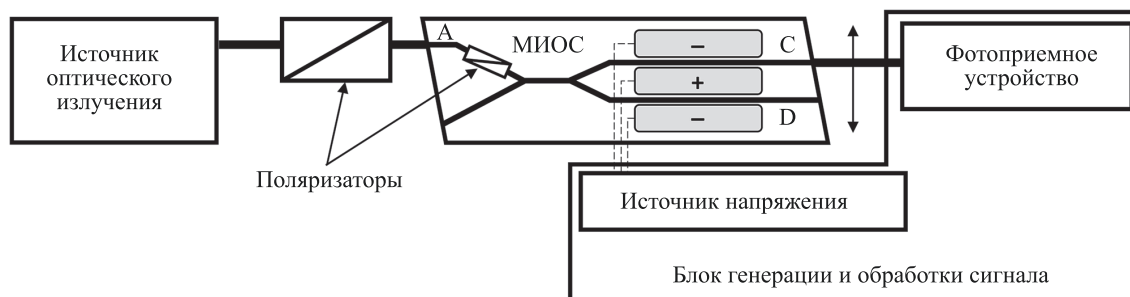 Источник
оптического
излучения
А
МИОС
–
С
+
–
D
Фотоприемное
устройство
Поляризаторы
Источник напряжения
Блок генерации и обработки сигнала